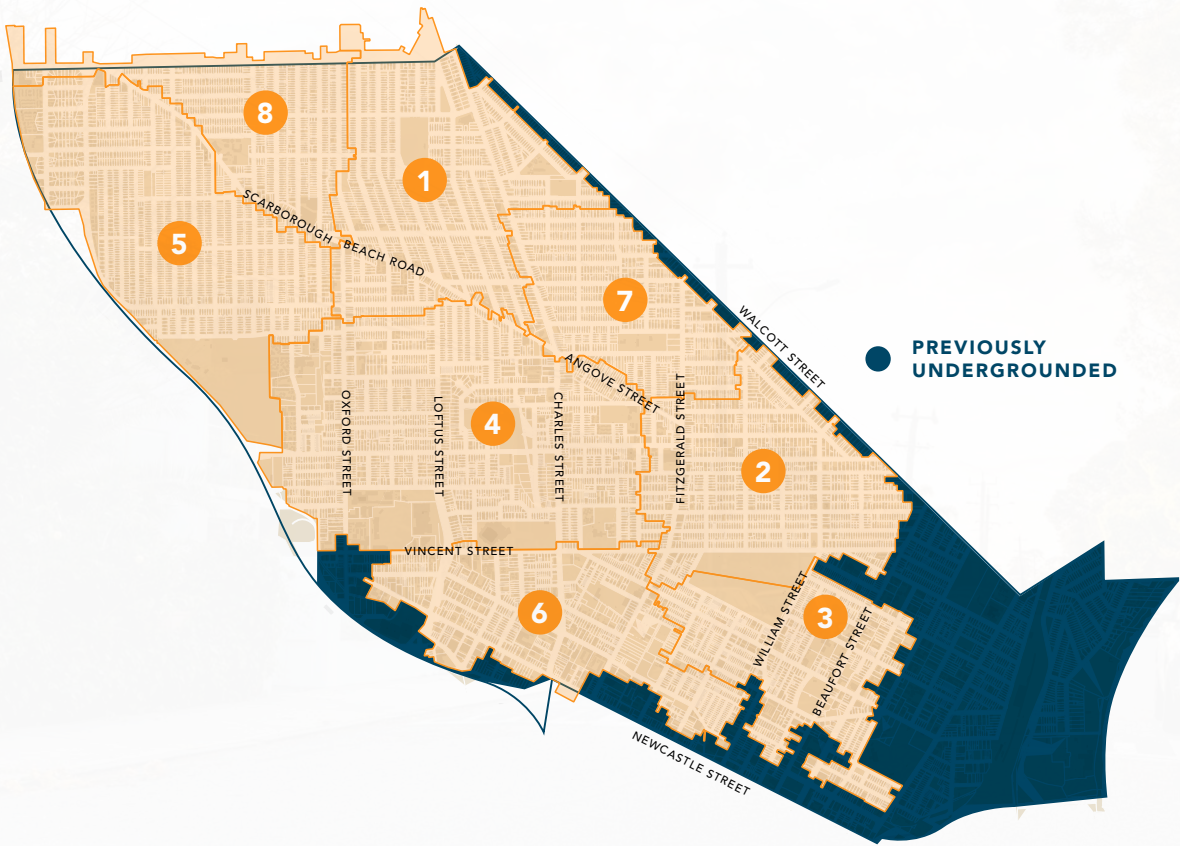 8
1
SCARBOROUGH BEACH ROAD
5
7
WALCOTT STREET
PREVIOUSLY
UNDERGROUNDED
ANGOVE STREET
OXFORD STREET
LOFTUS STREET
4
CHARLES STREET
FITZGERALD STREET
2
VINCENT STREET
6
WILLIAM STREET
3
BEAUFORT STREET
NEWCASTLE STREET